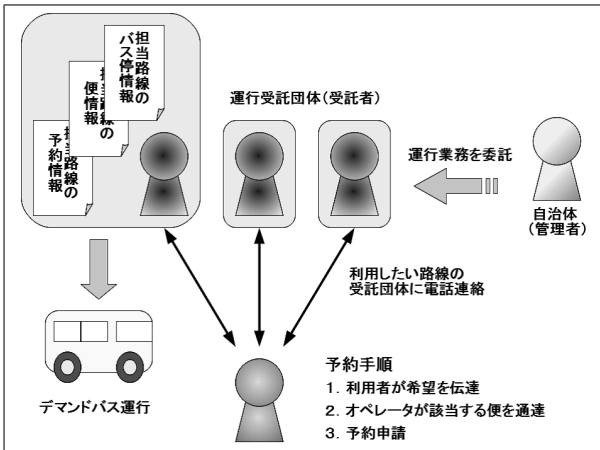 担当路線の
バス停情報
担当路線の
便情報
担当路線の
予約情報
運行受託団体(受託者)
運行業務を委託
自治体
(管理者)
利用したい路線の
受託団体に電話連絡
デマンドバス運行
予約手順
1. 利用者が希望を伝達
2. オペレータが該当する便を通達
3. 予約申請